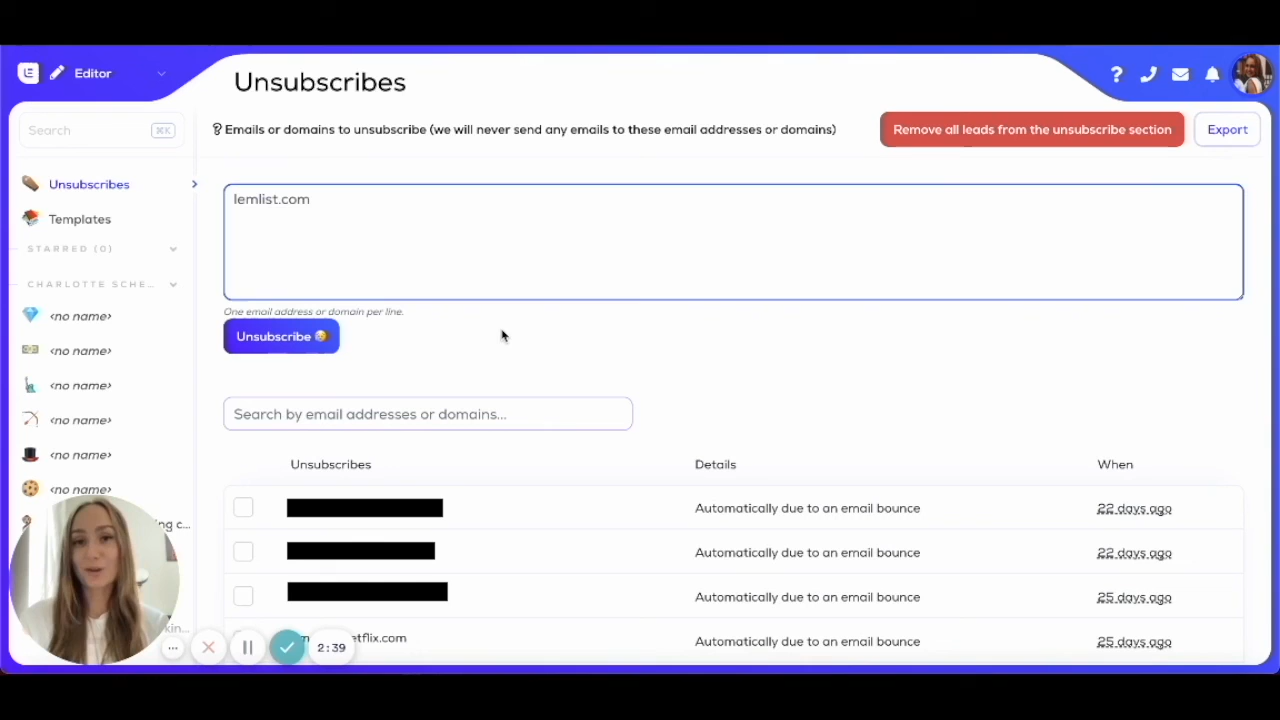 Editor
Unsubscribes
Search
⌘K
? Emails or domains to unsubscribe (we will never send any emails to these email addresses or domains)
Remove all leads from the unsubscribe section
Export
Unsubscribes
Templates
STARRED (0)
CHARLOTTE SCHE...
<no name>
<no name>
<no name>
<no name>
<no name>
<no name>
ng c...
kin...
lemlist.com
One email address or domain per line.
Unsubscribe
Search by email addresses or domains...
Unsubscribes Details When
Automatically due to an email bounce 22 days ago
Automatically due to an email bounce 22 days ago
Automatically due to an email bounce 25 days ago
etflix.com Automatically due to an email bounce 25 days ago
2:39